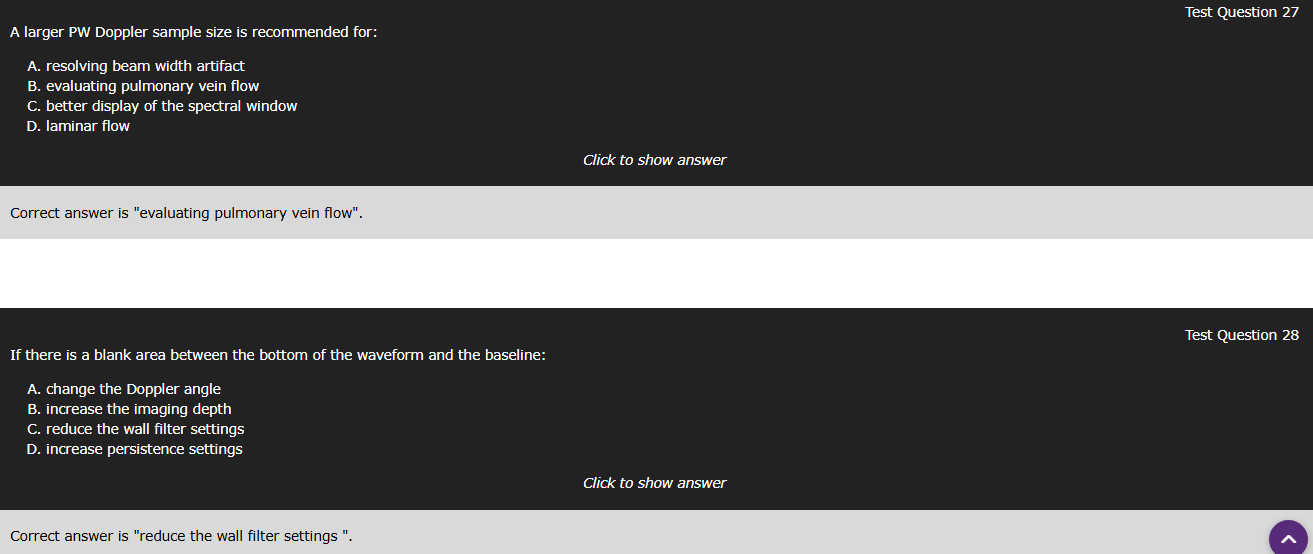 Test Question 27
A larger PW Doppler sample size is recommended for:
A. resolving beam width artifact
B. evaluating pulmonary vein flow
C. better display of the spectral window
D. laminar flow
Click to show answer
Correct answer is "evaluating pulmonary vein flow".
Test Question 28
If there is a blank area between the bottom of the waveform and the baseline:
A. change the Doppler angle
B. increase the imaging depth
C. reduce the wall filter settings
D. increase persistence settings
Click to show answer
Correct answer is "reduce the wall filter settings ".